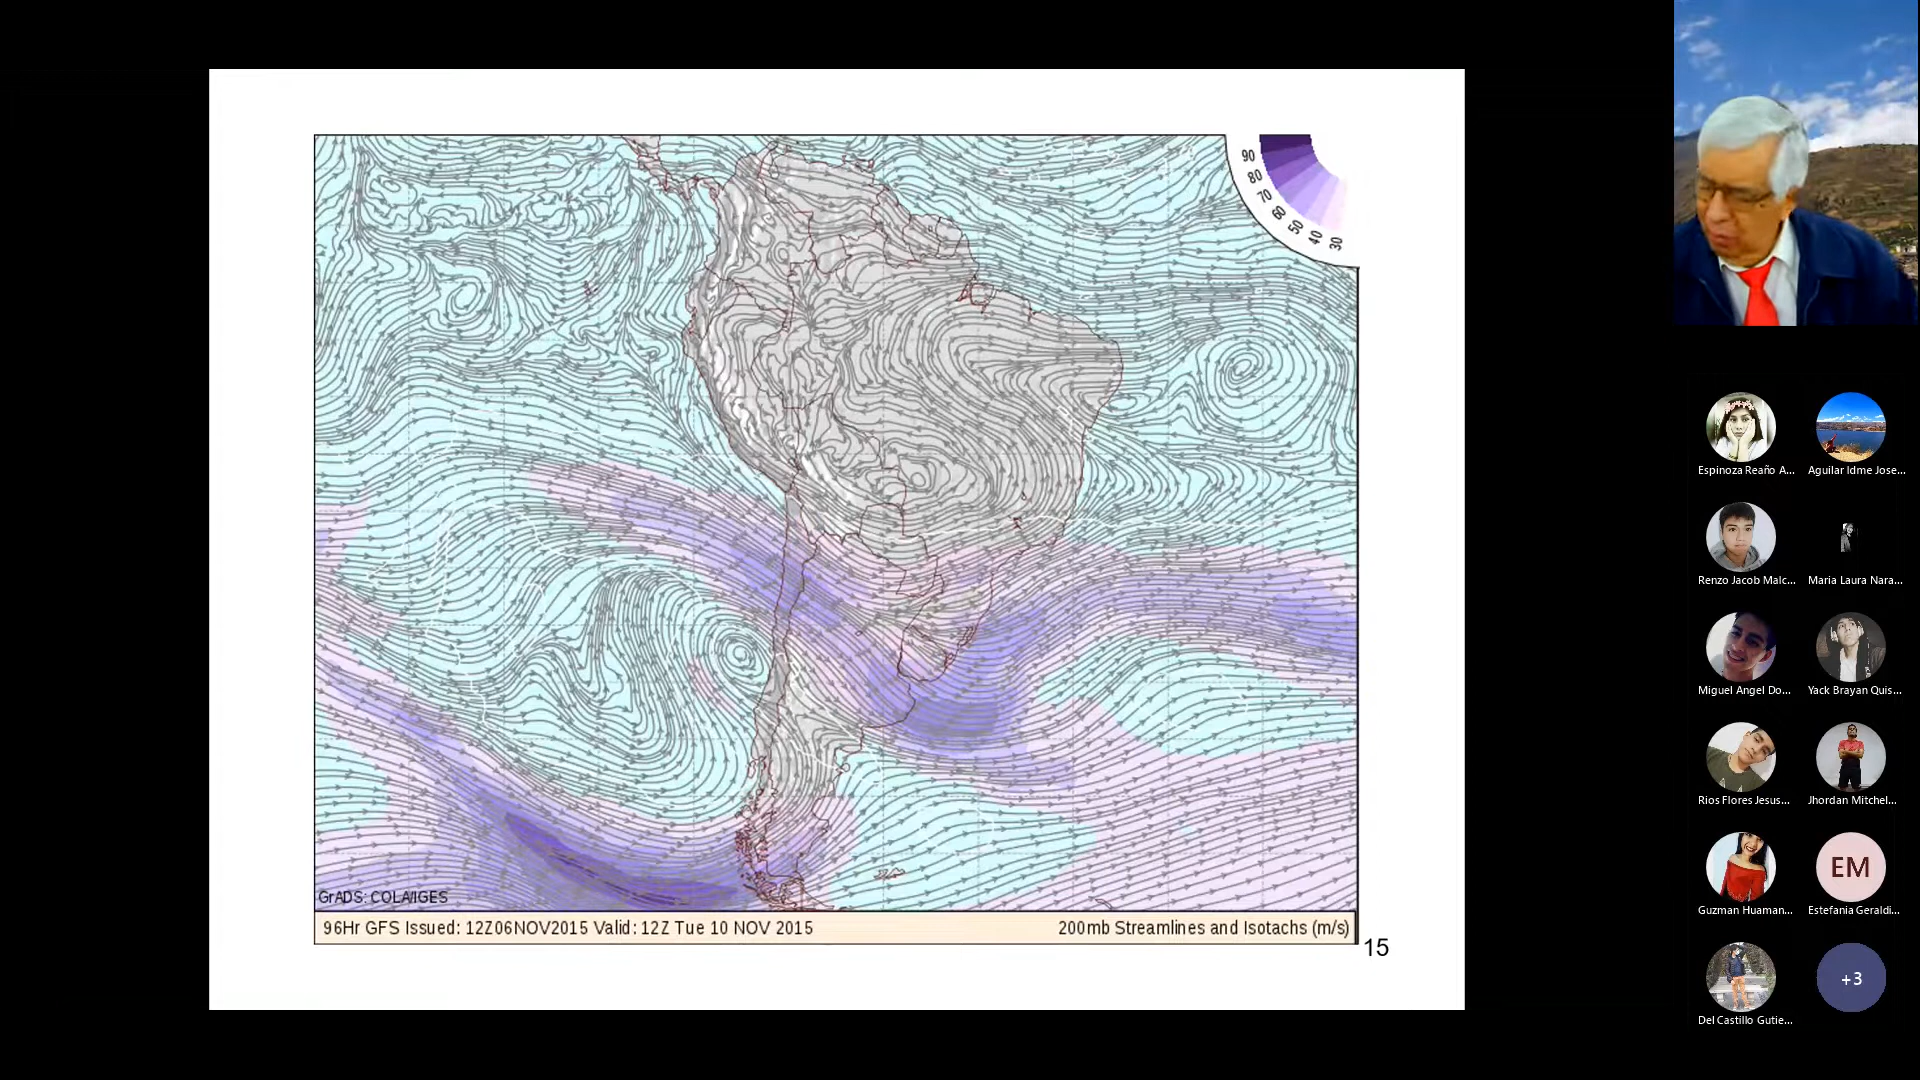 90
80
70
60
50
40
30
GrADS: COLA/IGES
96Hr GFS Issued: 12Z06NOV2015 Valid: 12Z Tue 10 NOV 2015
200mb Streamlines and Isotachs (m/s)
15
Espinoza Reaño A...
Aguilar Idme Jose...
Renzo Jacob Malc...
Maria Laura Nara...
Miguel Angel Do...
Yack Brayan Quis...
Rios Flores Jesus...
Jhordan Mitchel...
Guzman Huaman...
EM
Estefania Geraldi...
Del Castillo Gutie...
+3